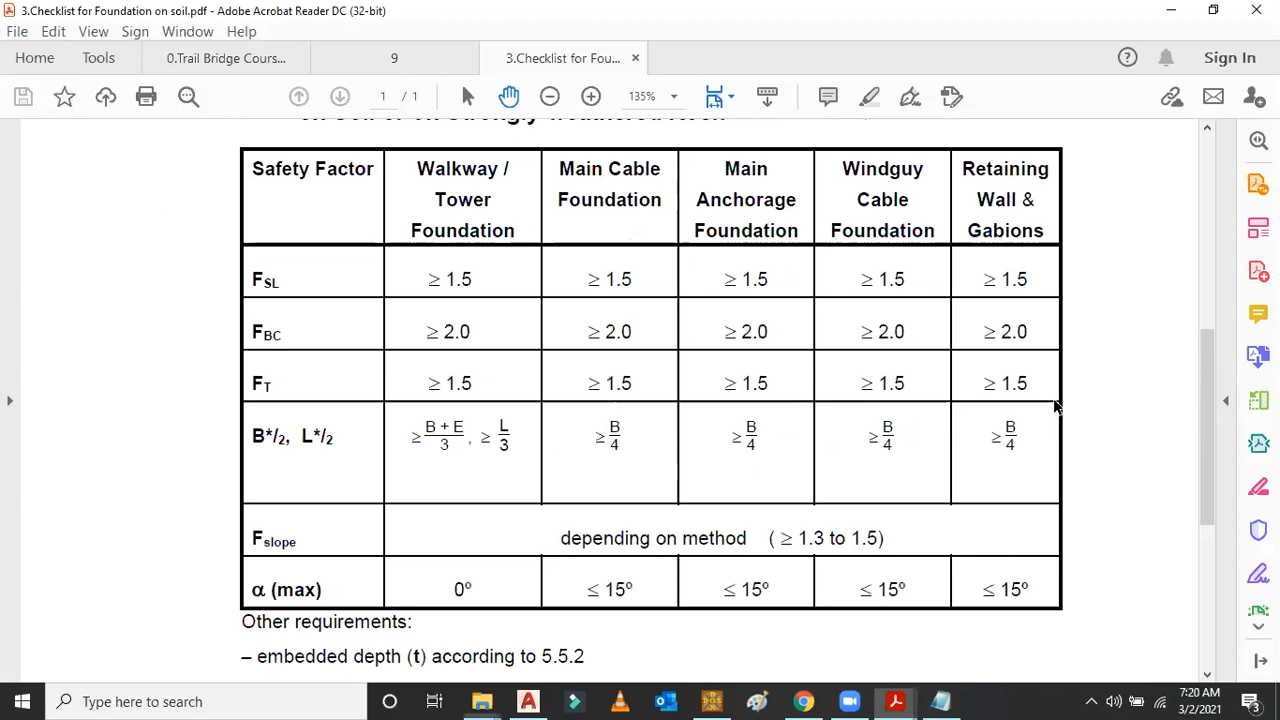 3.Checklist for Foundation on soil.pdf - Adobe Acrobat Reader DC (32-bit)
File Edit View Sign Window Help
Home Tools 0.Trail Bridge Cours... 9 3.Checklist for Fou... × Sign In
1 / 1 135%
Safety Factor Walkway / Tower Foundation Main Cable Foundation Main Anchorage Foundation Windguy Cable Foundation Retaining Wall & Gabions
FSL ≥ 1.5 ≥ 1.5 ≥ 1.5 ≥ 1.5 ≥ 1.5
FBC ≥ 2.0 ≥ 2.0 ≥ 2.0 ≥ 2.0 ≥ 2.0
FT ≥ 1.5 ≥ 1.5 ≥ 1.5 ≥ 1.5 ≥ 1.5
B*/2, L*/2 ≥ B + E/3, ≥ L/3 ≥ B/4 ≥ B/4 ≥ B/4 ≥ B/4
Fslope depending on method ( ≥ 1.3 to 1.5)
α (max) 0º ≤ 15º ≤ 15º ≤ 15º ≤ 15º
Other requirements:
– embedded depth (t) according to 5.5.2
Type here to search
7:20 AM
3/2/2021
3